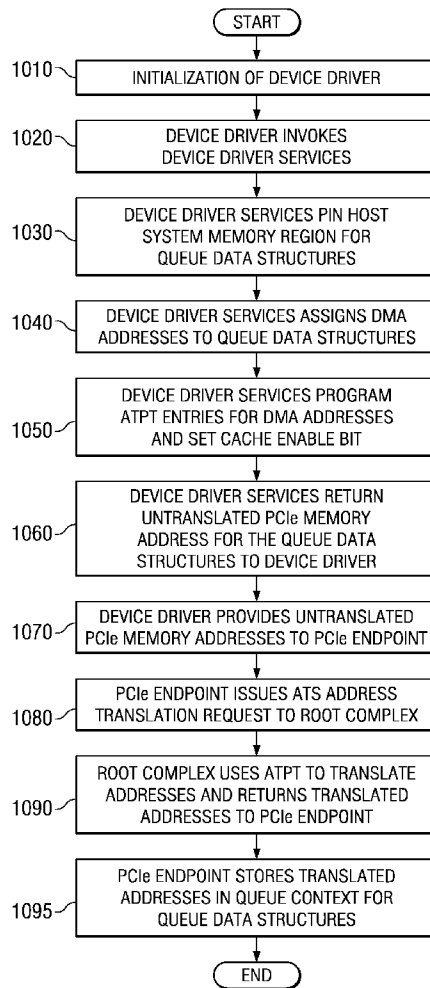 START
1010
INITIALIZATION OF DEVICE DRIVER
1020
DEVICE DRIVER INVOKES
DEVICE DRIVER SERVICES
1030
DEVICE DRIVER SERVICES PIN HOST
SYSTEM MEMORY REGION FOR
QUEUE DATA STRUCTURES
1040
DEVICE DRIVER SERVICES ASSIGNS DMA
ADDRESSES TO QUEUE DATA STRUCTURES
1050
DEVICE DRIVER SERVICES PROGRAM
ATPT ENTRIES FOR DMA ADDRESSES
AND SET CACHE ENABLE BIT
1060
DEVICE DRIVER SERVICES RETURN
UNTRANSLATED PCIe MEMORY
ADDRESS FOR THE QUEUE DATA
STRUCTURES TO DEVICE DRIVER
1070
DEVICE DRIVER PROVIDES UNTRANSLATED
PCIe MEMORY ADDRESSES TO PCIe ENDPOINT
1080
PCIe ENDPOINT ISSUES ATS ADDRESS
TRANSLATION REQUEST TO ROOT COMPLEX
1090
ROOT COMPLEX USES ATPT TO TRANSLATE
ADDRESSES AND RETURNS TRANSLATED
ADDRESSES TO PCIe ENDPOINT
1095
PCIe ENDPOINT STORES TRANSLATED
ADDRESSES IN QUEUE CONTEXT FOR
QUEUE DATA STRUCTURES
END